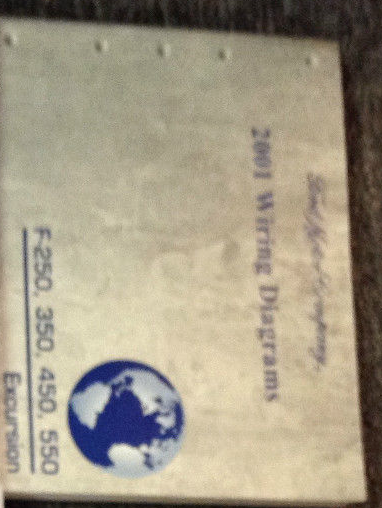 2001 Wiring Diagrams
F-250, 350, 450, 550
Excursion